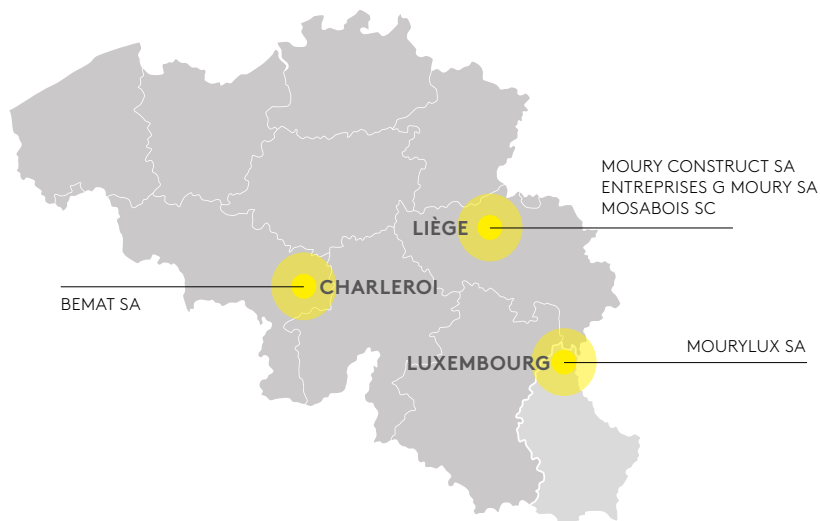 MOURY CONSTRUCT SA
ENTREPRISES G MOURY SA
MOSABOIS SC
LIÈGE
CHARLEROI
BEMAT SA
MOURYLUX SA
LUXEMBOURG